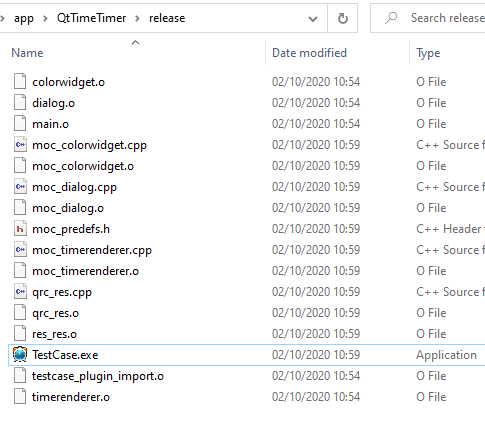 app > QtTimeTimer > release Search release
Name Date modified Type
colorwidget.o 02/10/2020 10:54 O File
dialog.o 02/10/2020 10:54 O File
main.o 02/10/2020 10:54 O File
moc_colorwidget.cpp 02/10/2020 10:59 C++ Source f
moc_colorwidget.o 02/10/2020 10:59 O File
moc_dialog.cpp 02/10/2020 10:59 C++ Source f
moc_dialog.o 02/10/2020 10:59 O File
moc_predefs.h 02/10/2020 10:59 C++ Header f
moc_timerenderer.cpp 02/10/2020 10:59 C++ Source f
moc_timerenderer.o 02/10/2020 10:59 O File
qrc_res.cpp 02/10/2020 10:59 C++ Source f
qrc_res.o 02/10/2020 10:59 O File
res_res.o 02/10/2020 10:59 O File
TestCase.exe 02/10/2020 10:59 Application
testcase_plugin_import.o 02/10/2020 10:54 O File
timerenderer.o 02/10/2020 10:59 O File